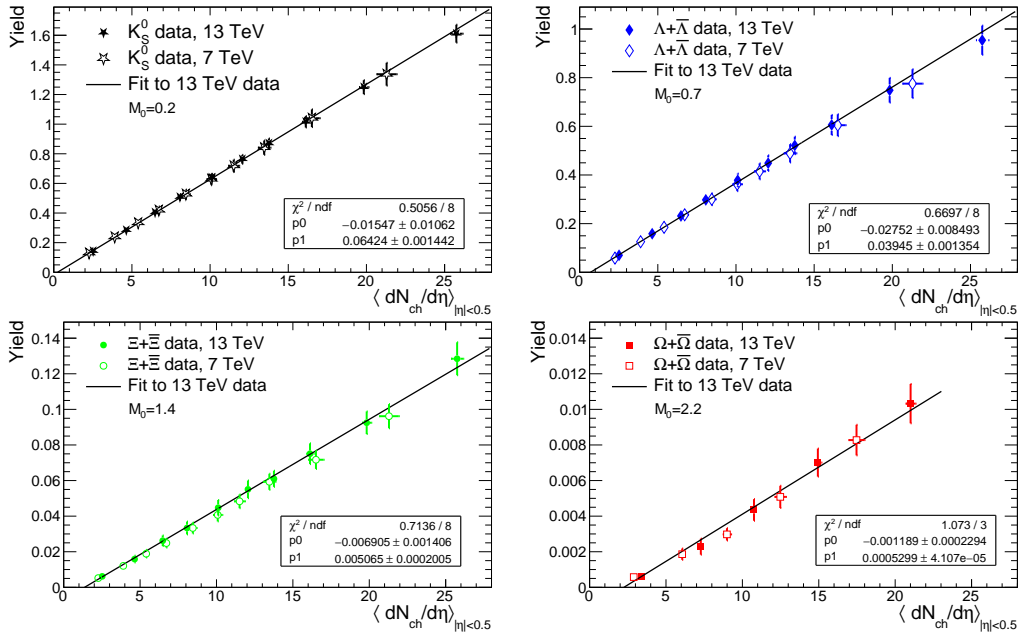 Yield
K⁰_S data, 13 TeV
K⁰_S data, 7 TeV
Fit to 13 TeV data
M₀=0.2
χ² / ndf 0.5056 / 8
p0 −0.01547 ± 0.01062
p1 0.06424 ± 0.001442
1.6
1.4
1.2
1
0.8
0.6
0.4
0.2
0
0 5 10 15 20 25
⟨ dN_ch/dη⟩_|η|<0.5
Yield
Λ+Λ̅ data, 13 TeV
Λ+Λ̅ data, 7 TeV
Fit to 13 TeV data
M₀=0.7
χ² / ndf 0.6697 / 8
p0 −0.02752 ± 0.008493
p1 0.03945 ± 0.001354
1
0.8
0.6
0.4
0.2
0
0 5 10 15 20 25
⟨ dN_ch/dη⟩_|η|<0.5
Yield
Ξ+Ξ̅ data, 13 TeV
Ξ+Ξ̅ data, 7 TeV
Fit to 13 TeV data
M₀=1.4
χ² / ndf 0.7136 / 8
p0 −0.006905 ± 0.001406
p1 0.005065 ± 0.0002005
0.14
0.12
0.1
0.08
0.06
0.04
0.02
0
0 5 10 15 20 25
⟨ dN_ch/dη⟩_|η|<0.5
Yield
Ω+Ω̅ data, 13 TeV
Ω+Ω̅ data, 7 TeV
Fit to 13 TeV data
M₀=2.2
χ² / ndf 1.073 / 3
p0 −0.001189 ± 0.0002294
p1 0.0005299 ± 4.107e−05
0.014
0.012
0.01
0.008
0.006
0.004
0.002
0
0 5 10 15 20 25
⟨ dN_ch/dη⟩_|η|<0.5